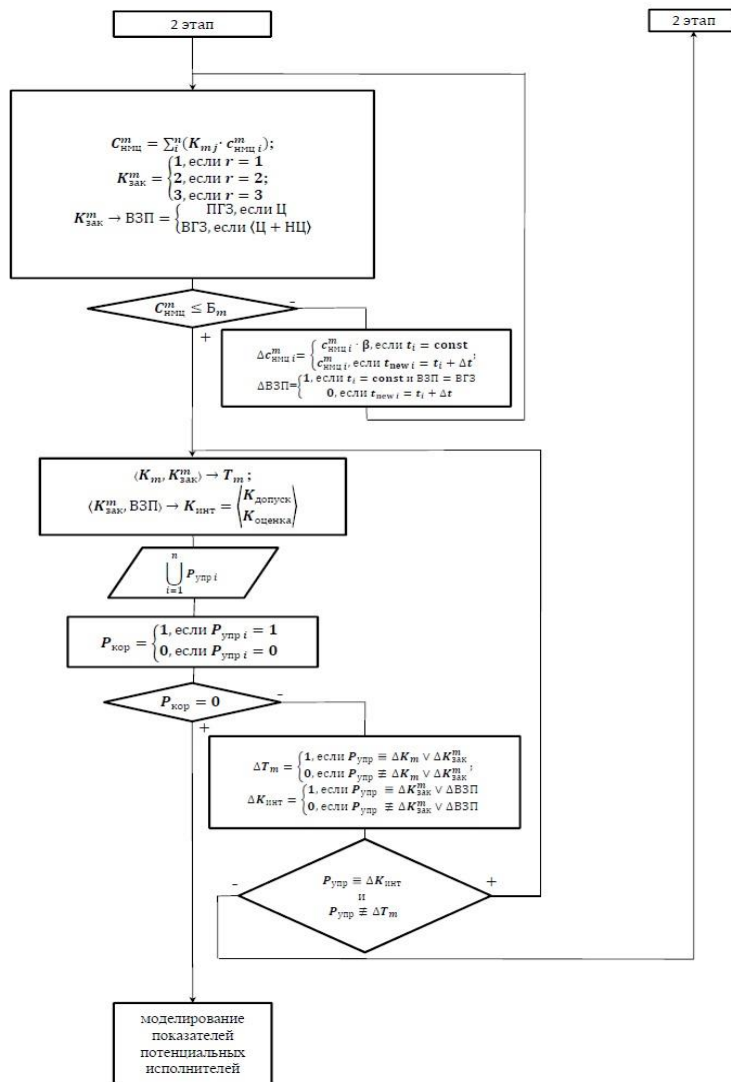 2 этап
2 этап
C^m_нмц = ∑_i^n(K_mj · c^m_нмц i);
K^m_зак = {1, если r = 1
2, если r = 2;
3, если r = 3
K^m_зак → ВЗП = {ПГЗ, если Ц
ВГЗ, если ⟨Ц + НЦ⟩
C^m_нмц ≤ Б_m
-
+
Δc^m_нмц i = {c^m_нмц i · β, если t_i = const
c^m_нмц i, если t_new i = t_i + Δt;
ΔВЗП = {1, если t_i = const и ВЗП = ВГЗ
0, если t_new i = t_i + Δt
⟨K_m, K^m_зак⟩ → T_m;
⟨K^m_зак, ВЗП⟩ → K_инт = ⟨K_допуск
K_оценка⟩
⋃_{i=1}^n P_упр i
P_кор = {1, если P_упр i = 1
0, если P_упр i = 0
P_кор = 0
-
+
ΔT_m = {1, если P_упр ≡ ΔK_m ∨ ΔK^m_зак
0, если P_упр ≢ ΔK_m ∨ ΔK^m_зак;
ΔK_инт = {1, если P_упр ≡ ΔK^m_зак ∨ ΔВЗП
0, если P_упр ≢ ΔK^m_зак ∨ ΔВЗП
-
P_упр ≡ ΔK_инт
и
P_упр ≢ ΔT_m
+
моделирование
показателей
потенциальных
исполнителей